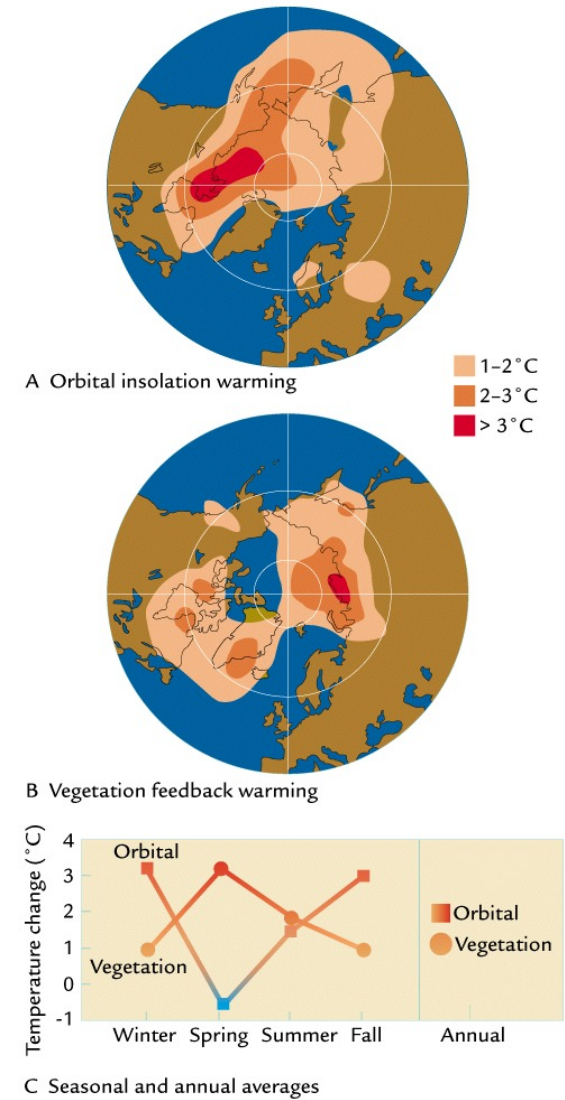 1–2°C
2–3°C
> 3°C
A Orbital insolation warming
B Vegetation feedback warming
Temperature change (°C)
4
3
2
1
0
-1
Orbital
Vegetation
Orbital
Vegetation
Winter Spring Summer Fall Annual
C Seasonal and annual averages